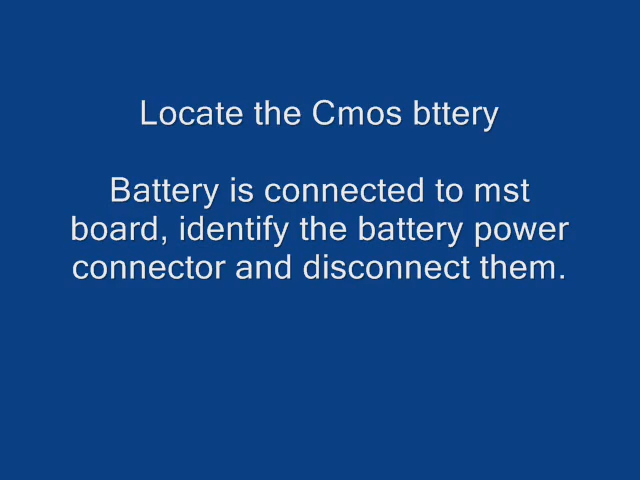 Locate the Cmos bttery
Battery is connected to mst
board, identify the battery power
connector and disconnect them.